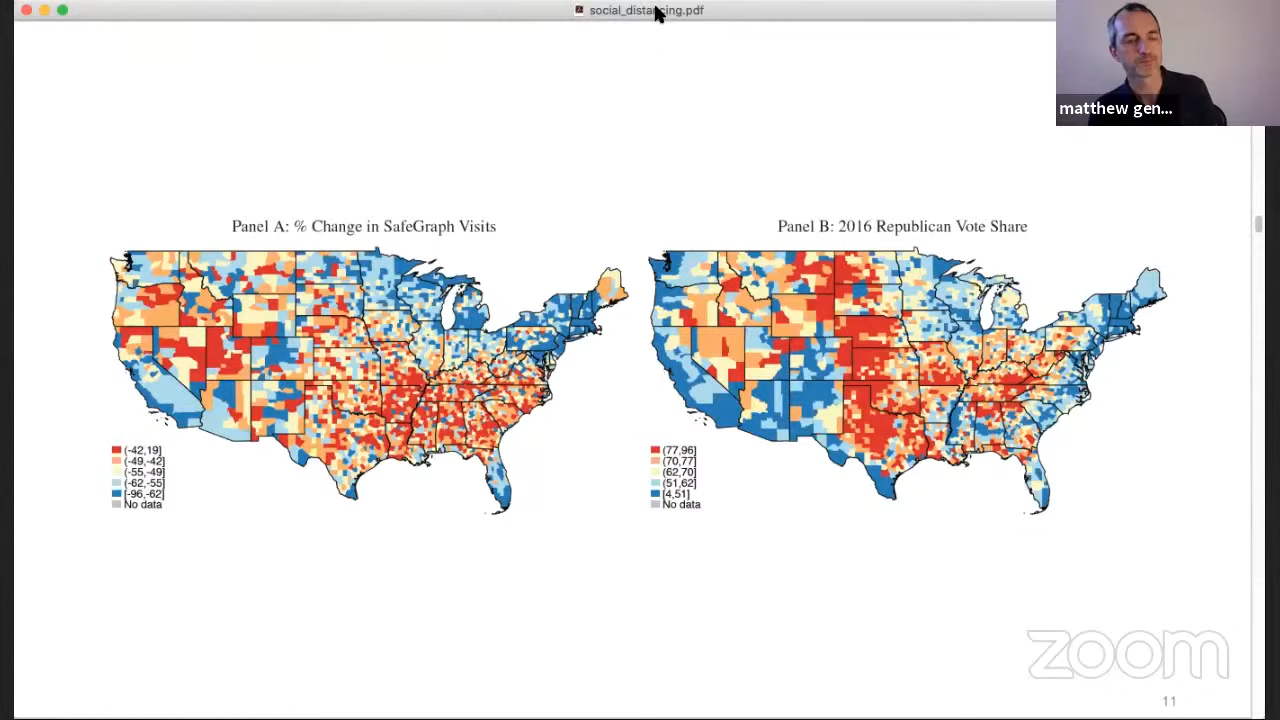 social_distancing.pdf
matthew gen...
Panel A: % Change in SafeGraph Visits
(-42,19]
(-49,-42]
(-55,-49]
(-62,-55]
[-96,-62]
No data
Panel B: 2016 Republican Vote Share
(77,96]
(70,77]
(62,70]
(51,62]
[4,51]
No data
zoom
11